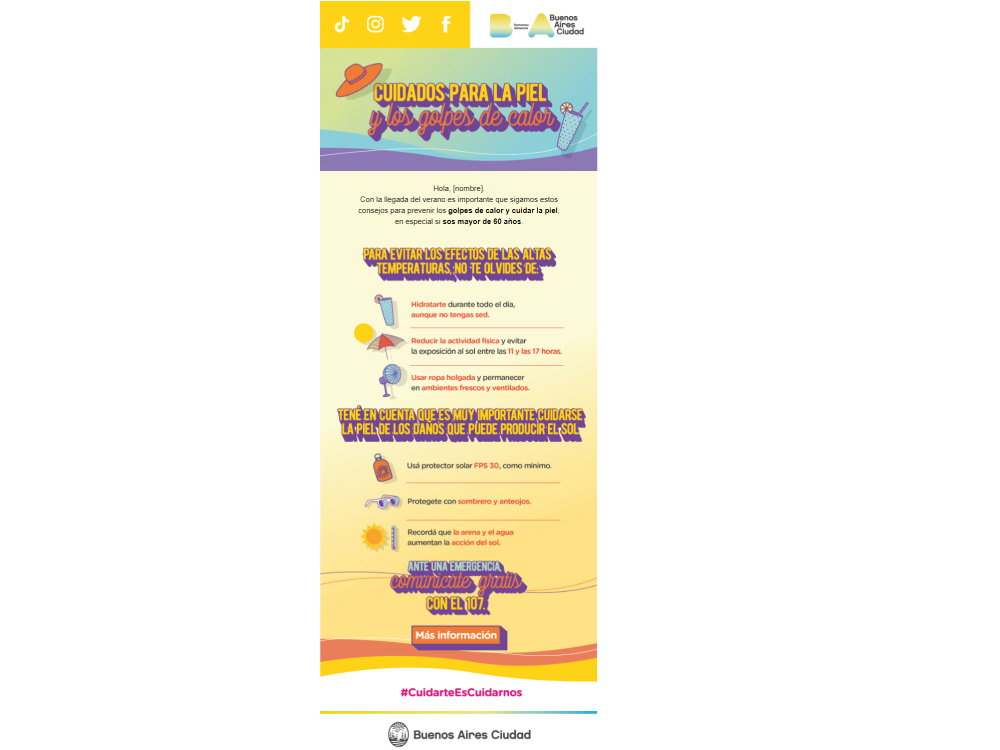 Buenos
Aires
Ciudad
CUIDADOS PARA LA PIEL
y los golpes de calor
Hola, [nombre].
Con la llegada del verano es importante que sigamos estos
consejos para prevenir los golpes de calor y cuidar la piel,
en especial si sos mayor de 60 años.
PARA EVITAR LOS EFECTOS DE LAS ALTAS
TEMPERATURAS, NO TE OLVIDES DE:
Hidratarte durante todo el día,
aunque no tengas sed.
Reducir la actividad física y evitar
la exposición al sol entre las 11 y las 17 horas.
Usar ropa holgada y permanecer
en ambientes frescos y ventilados.
TENÉ EN CUENTA QUE ES MUY IMPORTANTE CUIDARSE
LA PIEL DE LOS DAÑOS QUE PUEDE PRODUCIR EL SOL
Usá protector solar FPS 30, como mínimo.
Protegete con sombrero y anteojos.
Recordá que la arena y el agua
aumentan la acción del sol.
ANTE UNA EMERGENCIA,
comunicate gratis
CON EL 107.
Más información
#CuidarteEsCuidarnos
Buenos Aires Ciudad